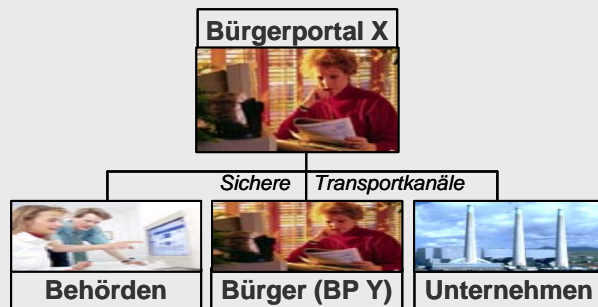 Bürgerportal X
Sichere Transportkanäle
Behörden
Bürger (BP Y)
Unternehmen